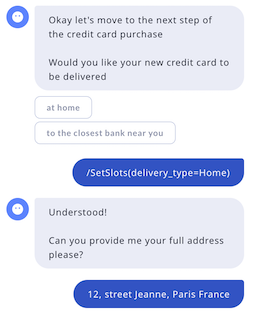 Okay let's move to the next step of
the credit card purchase
Would you like your new credit card to
be delivered
at home
to the closest bank near you
/SetSlots(delivery_type=Home)
Understood!
Can you provide me your full address
please?
12, street Jeanne, Paris France